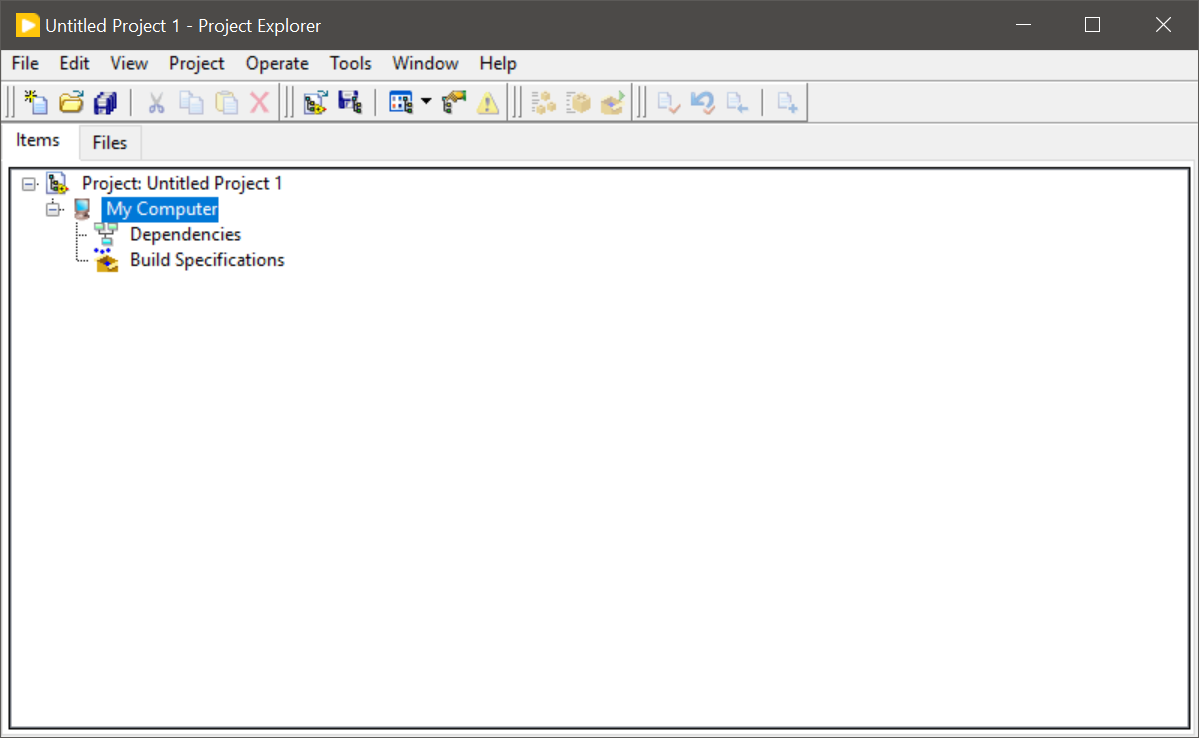 Untitled Project 1 - Project Explorer
File Edit View Project Operate Tools Window Help
Items Files
Project: Untitled Project 1
My Computer
Dependencies
Build Specifications